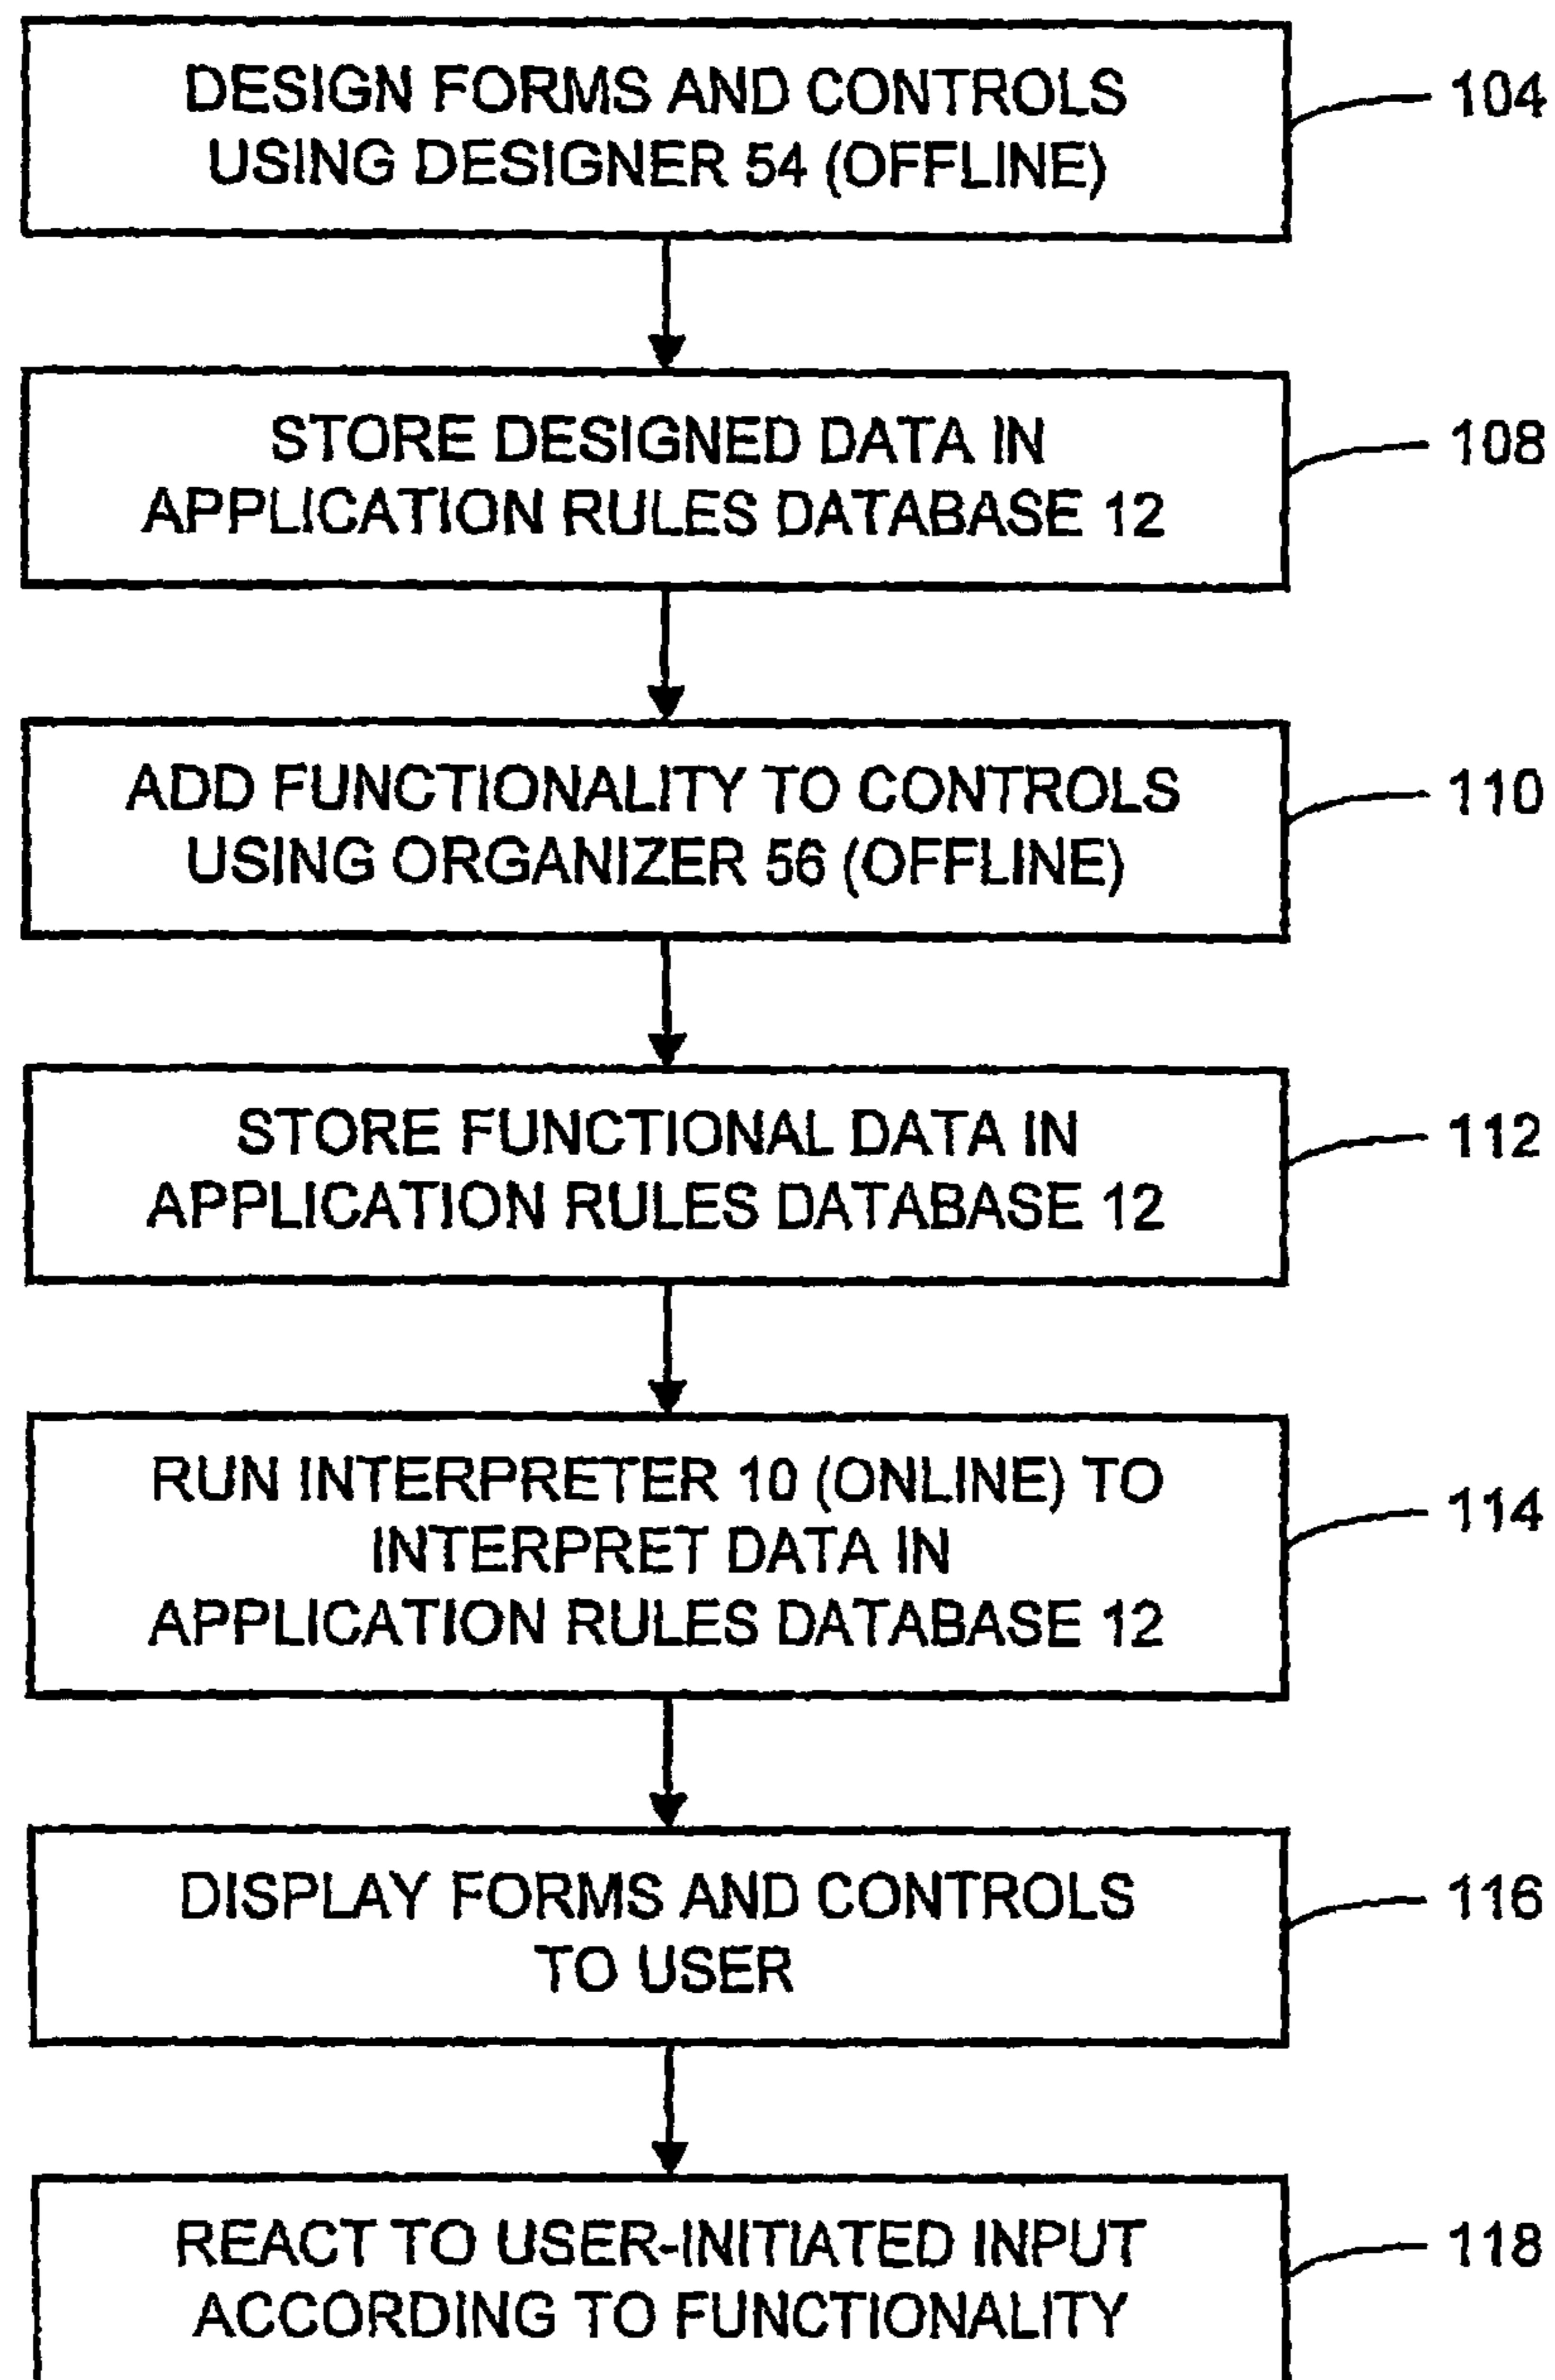 DESIGN FORMS AND CONTROLS
USING DESIGNER 54 (OFFLINE)
104
STORE DESIGNED DATA IN
APPLICATION RULES DATABASE 12
108
ADD FUNCTIONALITY TO CONTROLS
USING ORGANIZER 56 (OFFLINE)
110
STORE FUNCTIONAL DATA IN
APPLICATION RULES DATABASE 12
112
RUN INTERPRETER 10 (ONLINE) TO
INTERPRET DATA IN
APPLICATION RULES DATABASE 12
114
DISPLAY FORMS AND CONTROLS
TO USER
116
REACT TO USER-INITIATED INPUT
ACCORDING TO FUNCTIONALITY
118